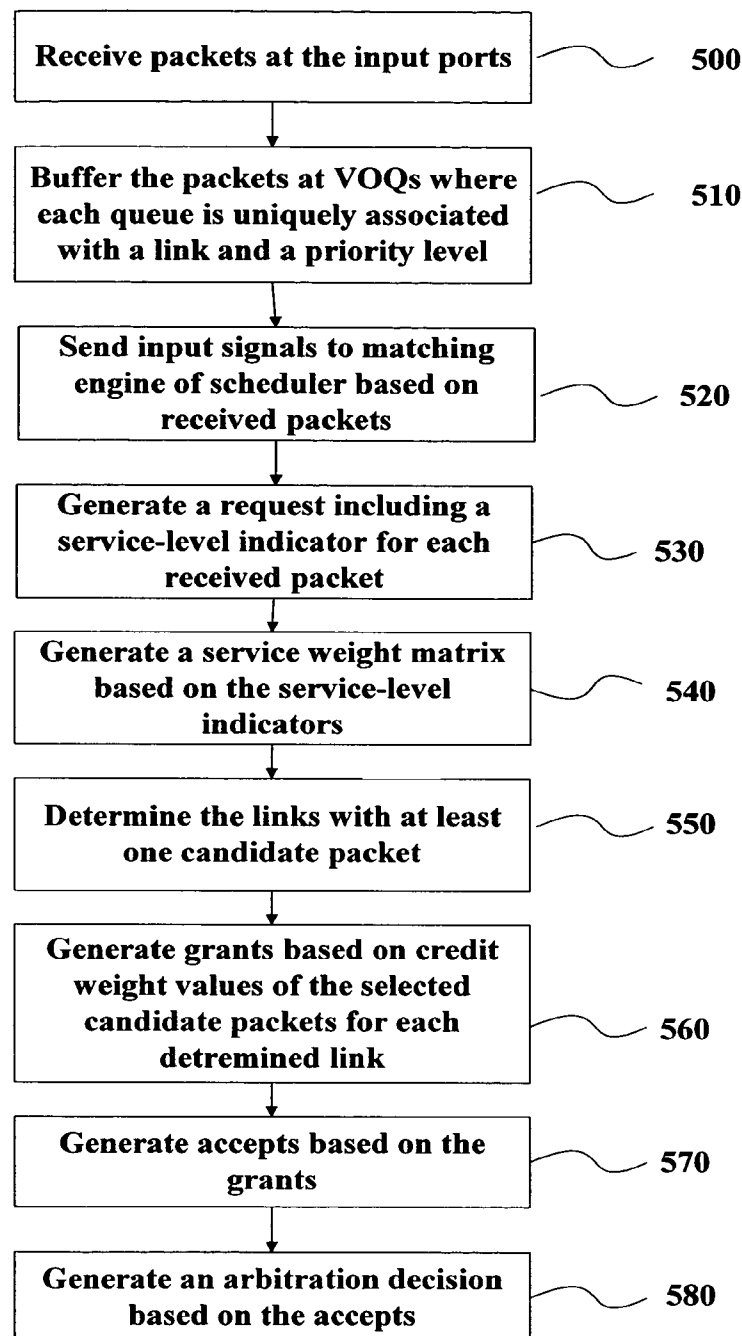 Receive packets at the input ports
500
Buffer the packets at VOQs where
each queue is uniquely associated
with a link and a priority level
510
Send input signals to matching
engine of scheduler based on
received packets
520
Generate a request including a
service-level indicator for each
received packet
530
Generate a service weight matrix
based on the service-level
indicators
540
Determine the links with at least
one candidate packet
550
Generate grants based on credit
weight values of the selected
candidate packets for each
detremined link
560
Generate accepts based on the
grants
570
Generate an arbitration decision
based on the accepts
580